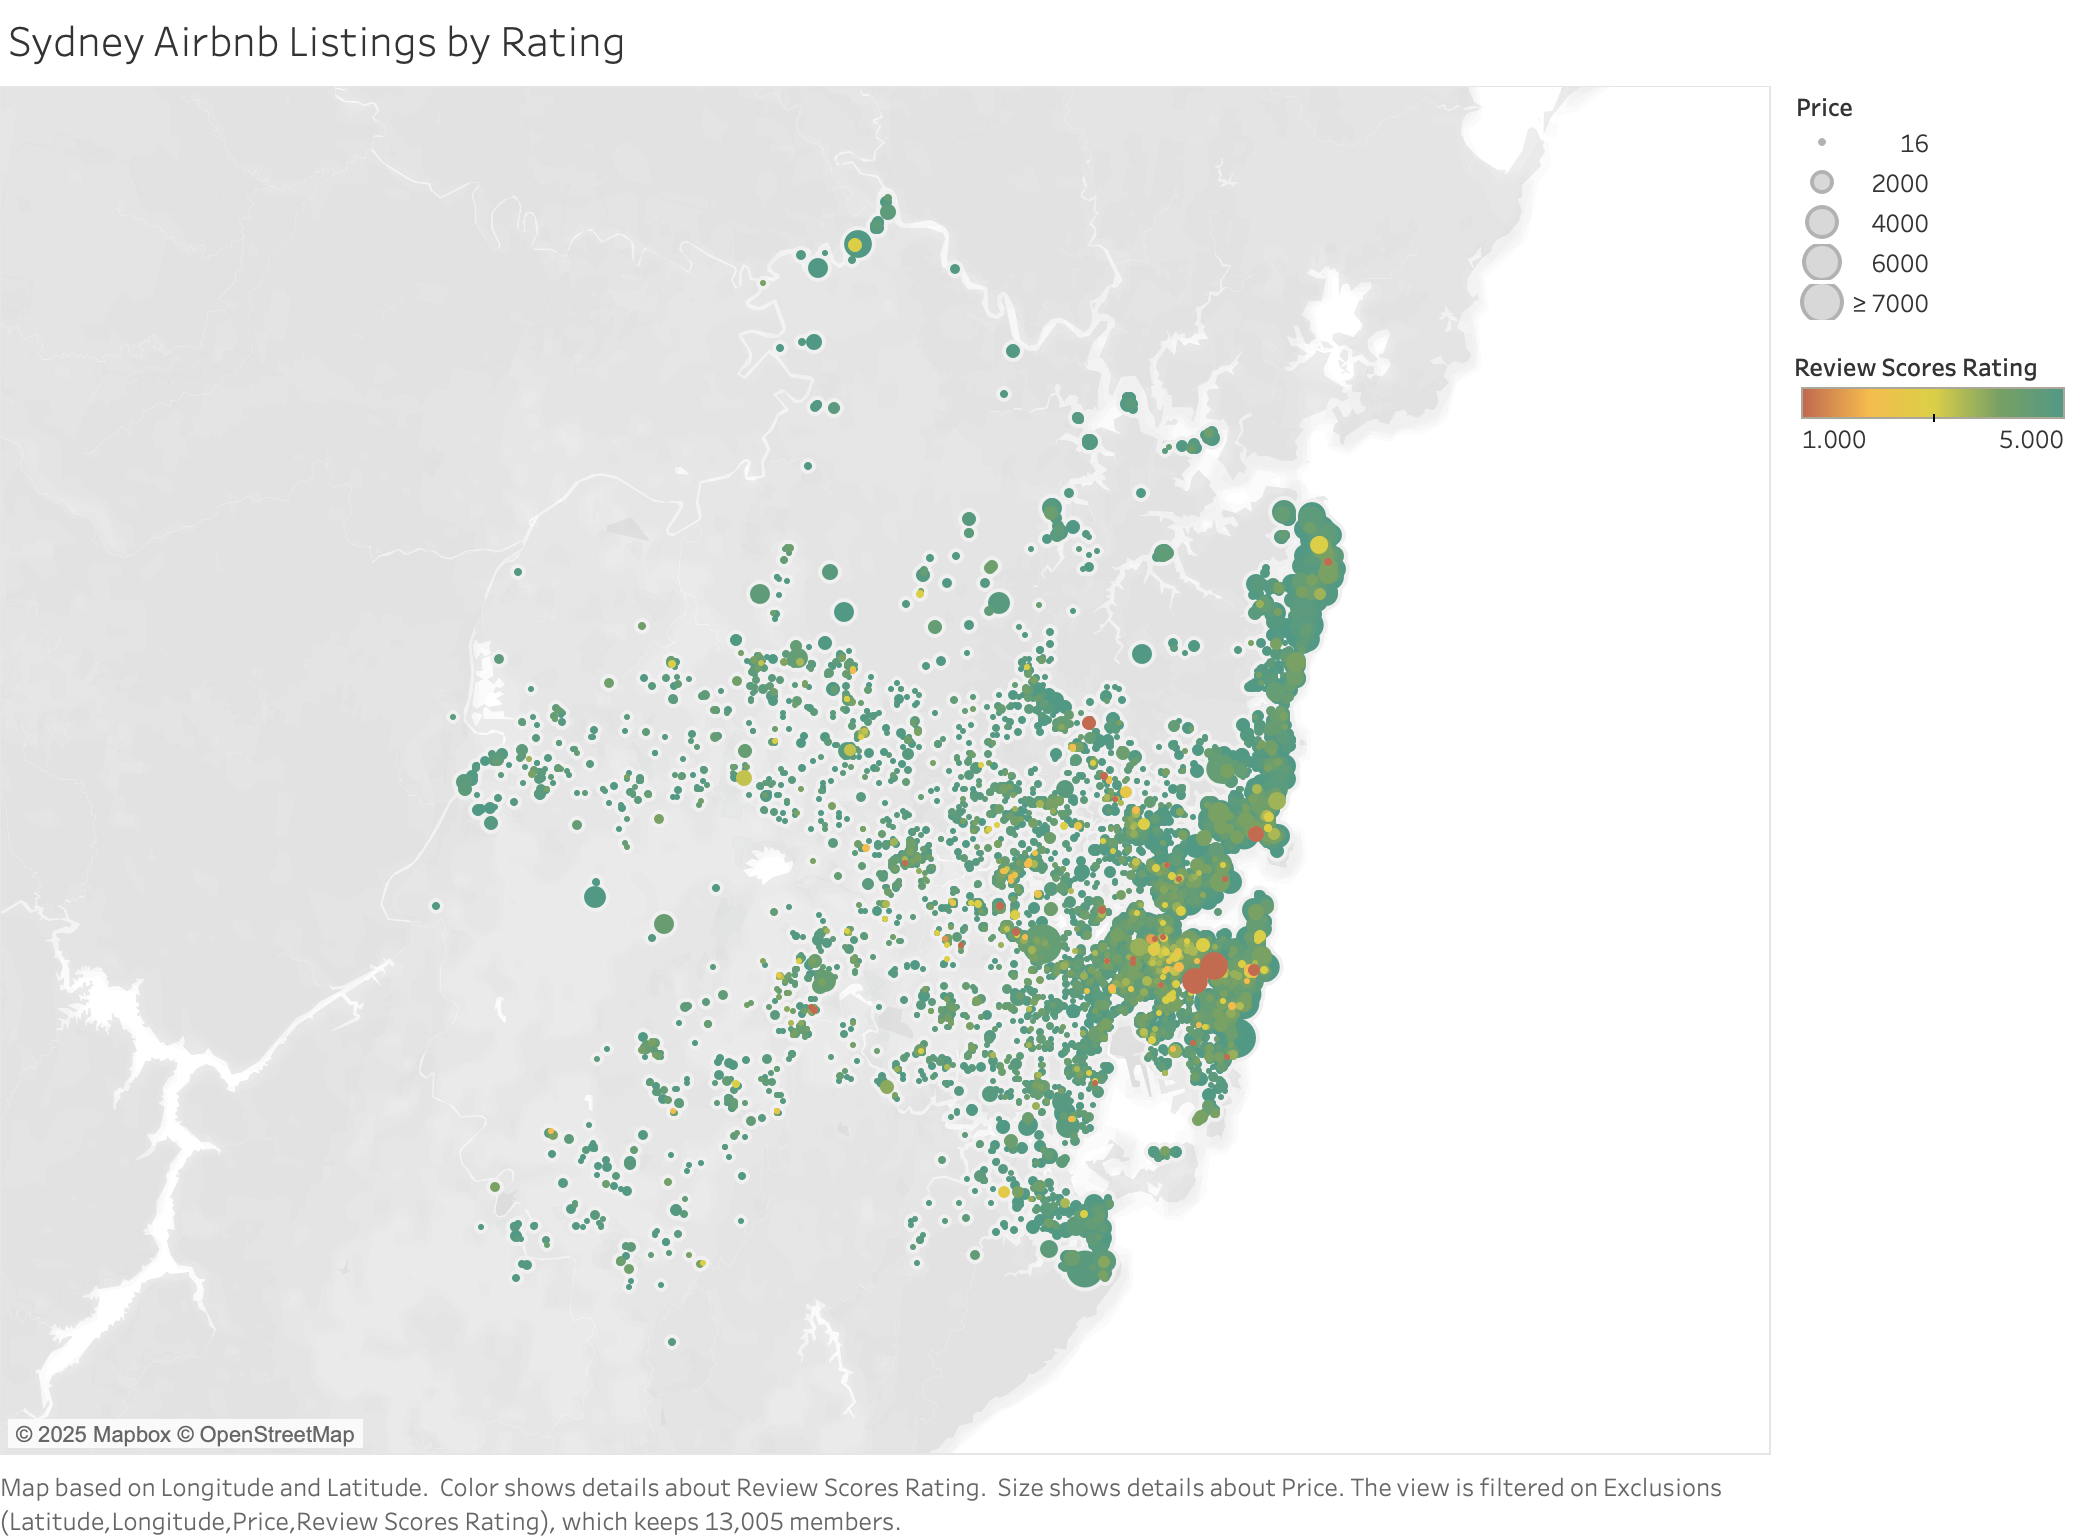 Sydney Airbnb Listings by Rating
Price
16
2000
4000
6000
≥ 7000
Review Scores Rating
1.000 5.000
© 2025 Mapbox © OpenStreetMap
Map based on Longitude and Latitude.  Color shows details about Review Scores Rating.  Size shows details about Price. The view is filtered on Exclusions
(Latitude,Longitude,Price,Review Scores Rating), which keeps 13,005 members.